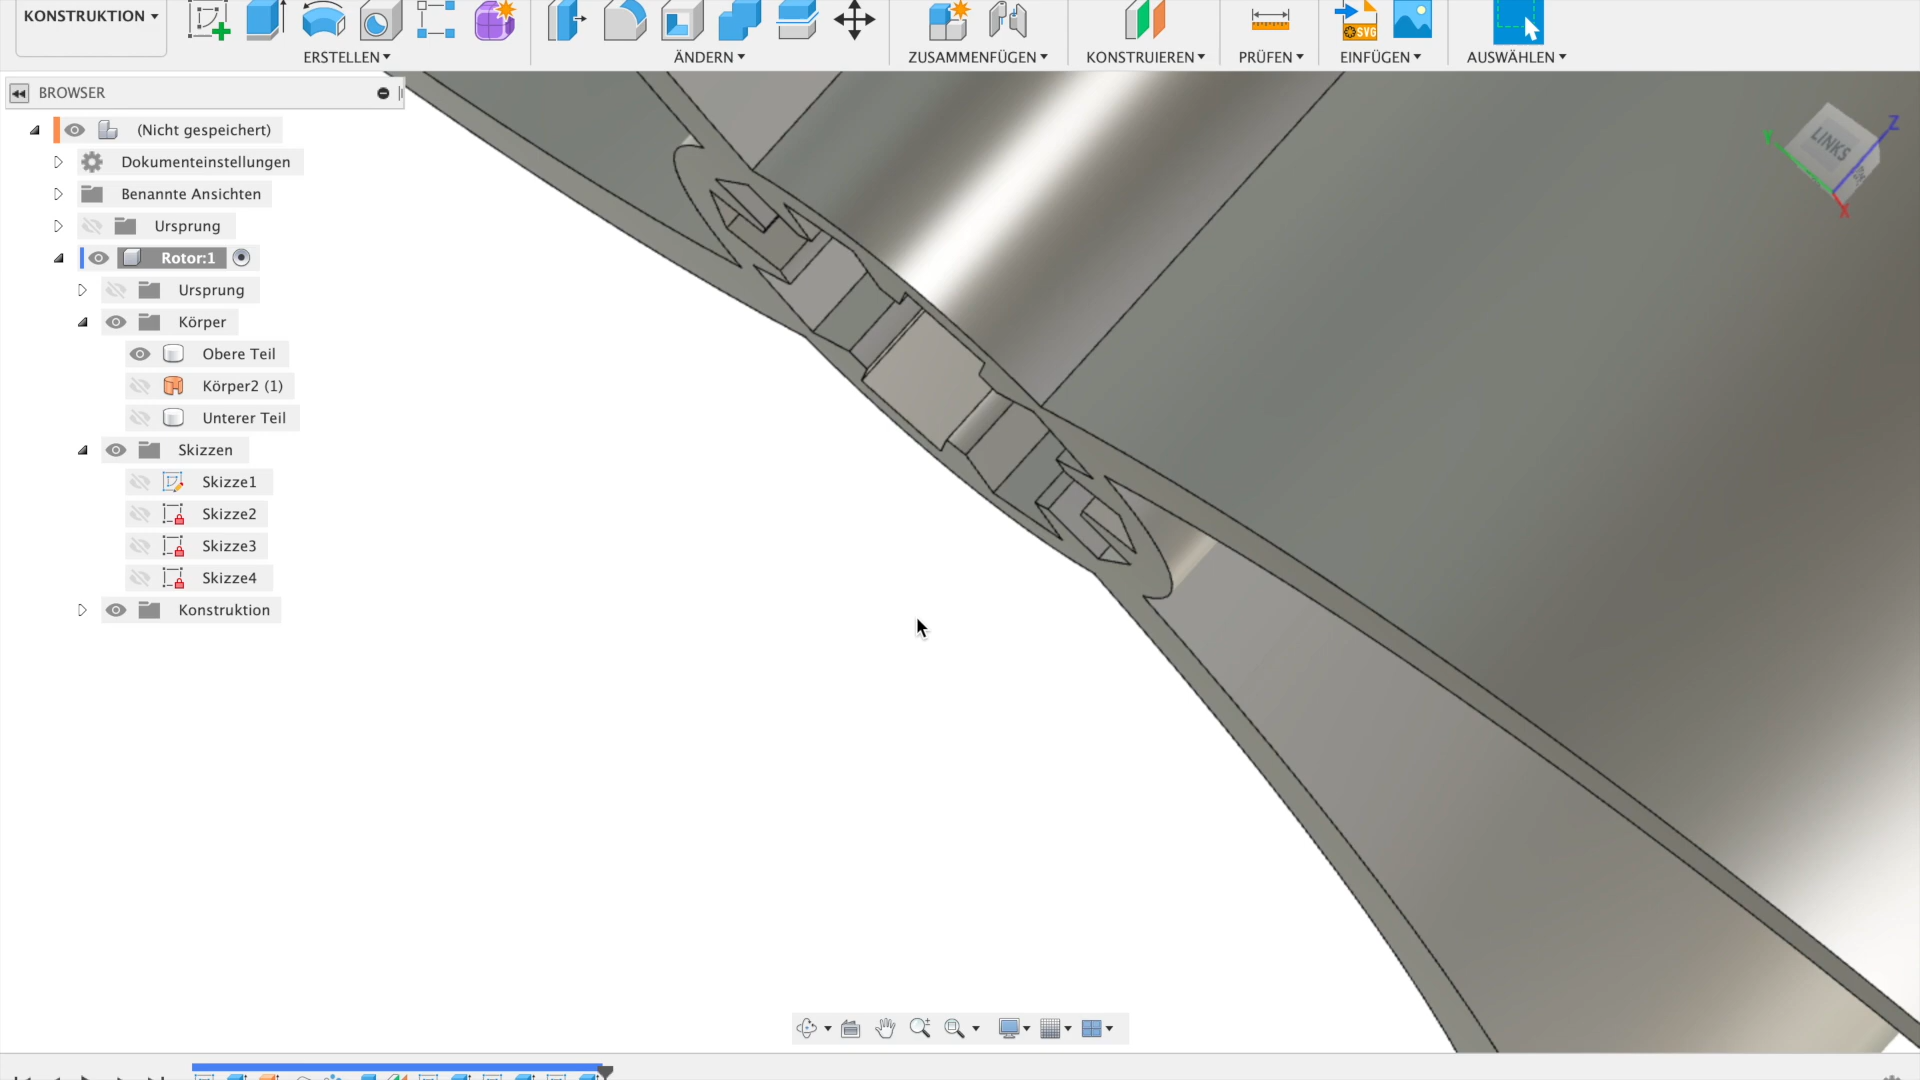 KONSTRUKTION
ERSTELLEN
ÄNDERN
ZUSAMMENFÜGEN
KONSTRUIEREN
PRÜFEN
EINFÜGEN
AUSWÄHLEN
SVG
BROWSER
(Nicht gespeichert)
Dokumenteinstellungen
Benannte Ansichten
Ursprung
Rotor:1
Ursprung
Körper
Obere Teil
Körper2 (1)
Unterer Teil
Skizzen
Skizze1
Skizze2
Skizze3
Skizze4
Konstruktion
LINKS
Y
Z
X